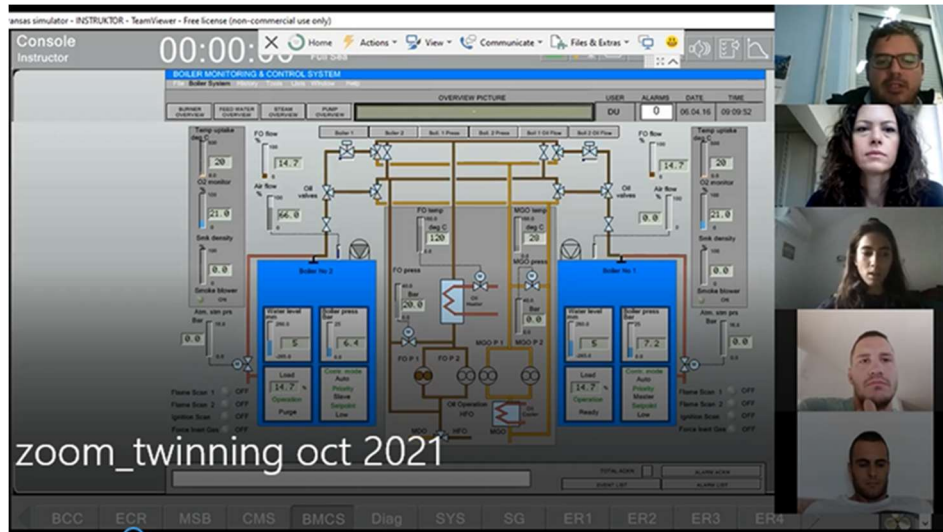 ansas simulator - INSTRUKTOR - TeamViewer - Free license (non-commercial use only)
Console
Instructor
00:00:
Home Actions View Communicate Files & Extras
BOILER MONITORING & CONTROL SYSTEM
Boiler System
OVERVIEW PICTURE
USER ALARMS DATE TIME
BURNER OVERVIEW
FEED WATER OVERVIEW
STEAM OVERVIEW
PUMP OVERVIEW
DU 0 06.04.16
Boiler 1 Boiler 2 Boil. 1 Press Boil. 2 Press Boil 1 Oil Flow Boil 2 Oil Flow
Temp uptake
deg C
20
O2 monitor
%
21.0
Smk density
0.0
Smoke blower
ON
Atm. stm prs
Bar
0.0
FO flow
%
14.7
Air flow
%
66.0
Oil
valves
FO temp
deg C
120
FO press
Bar
20.0
MGO temp
deg C
28
MGO press
Bar
0.0
FO flow
%
14.7
Air flow
%
0.0
Oil
valves
Temp uptake
deg C
20
O2 monitor
%
21.0
Smk density
0.0
Smoke blower
ON
Atm. stm prs
Bar
0.0
Boiler No 2
Water level
mm
5
Boiler press
Bar
6.4
Load
14.7 %
Operation
Purge
Contr. mode
Auto
Priority
Slave
Setpoint
Low
FO P 1 FO P 2
MGO P 1 MGO P 2
Oil
Heater
Oil Operation
HFO
MDO HFO MDO
Oil
Cooler
Boiler No 1
Water level
mm
5
Boiler press
Bar
7.2
Load
14.7 %
Operation
Ready
Contr. mode
Auto
Priority
Master
Setpoint
Low
Flame Scan 1 OFF
Flame Scan 2 OFF
Ignition Scan OFF
Force Inert Gas OFF
Flame Scan 1 OFF
Flame Scan 2 OFF
Ignition Scan OFF
Force Inert Gas OFF
zoom_twinning oct 2021
EVENT LIST ALARM LIST
BCC ECR MSB CMS BMCS Diag SYS SG ER1 ER2 ER3 ER4